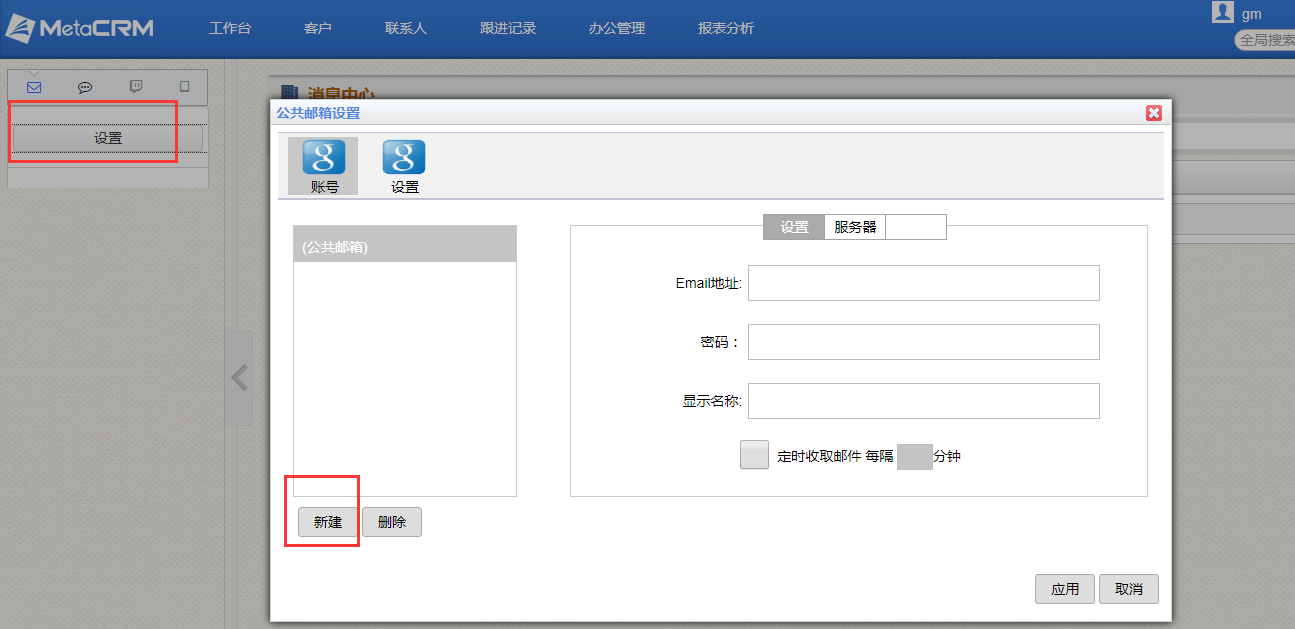 MetaCRM
工作台
客户
联系人
跟进记录
办公管理
报表分析
gm
全局搜索
设置
消息中心
公共邮箱设置
账号
设置
(公共邮箱)
设置
服务器
Email地址:
密码：
显示名称:
定时收取邮件 每隔 分钟
新建
删除
应用
取消